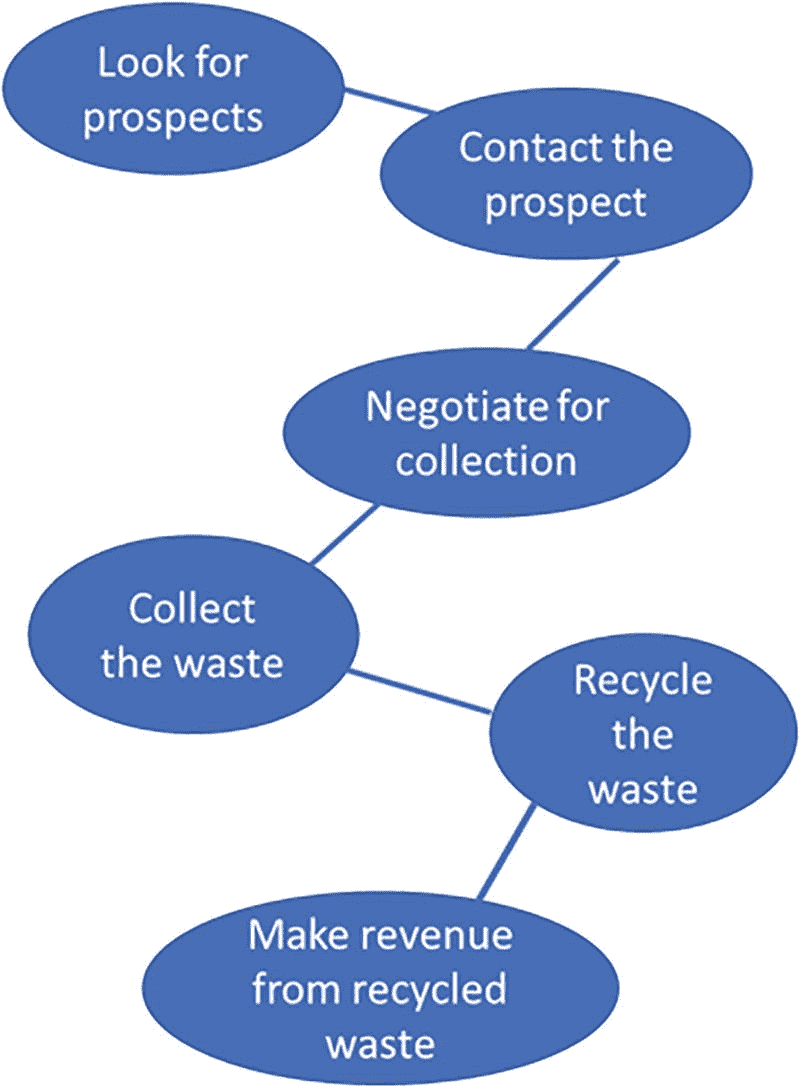 Look for
prospects
Contact the
prospect
Negotiate for
collection
Collect
the waste
Recycle
the
waste
Make revenue
from recycled
waste